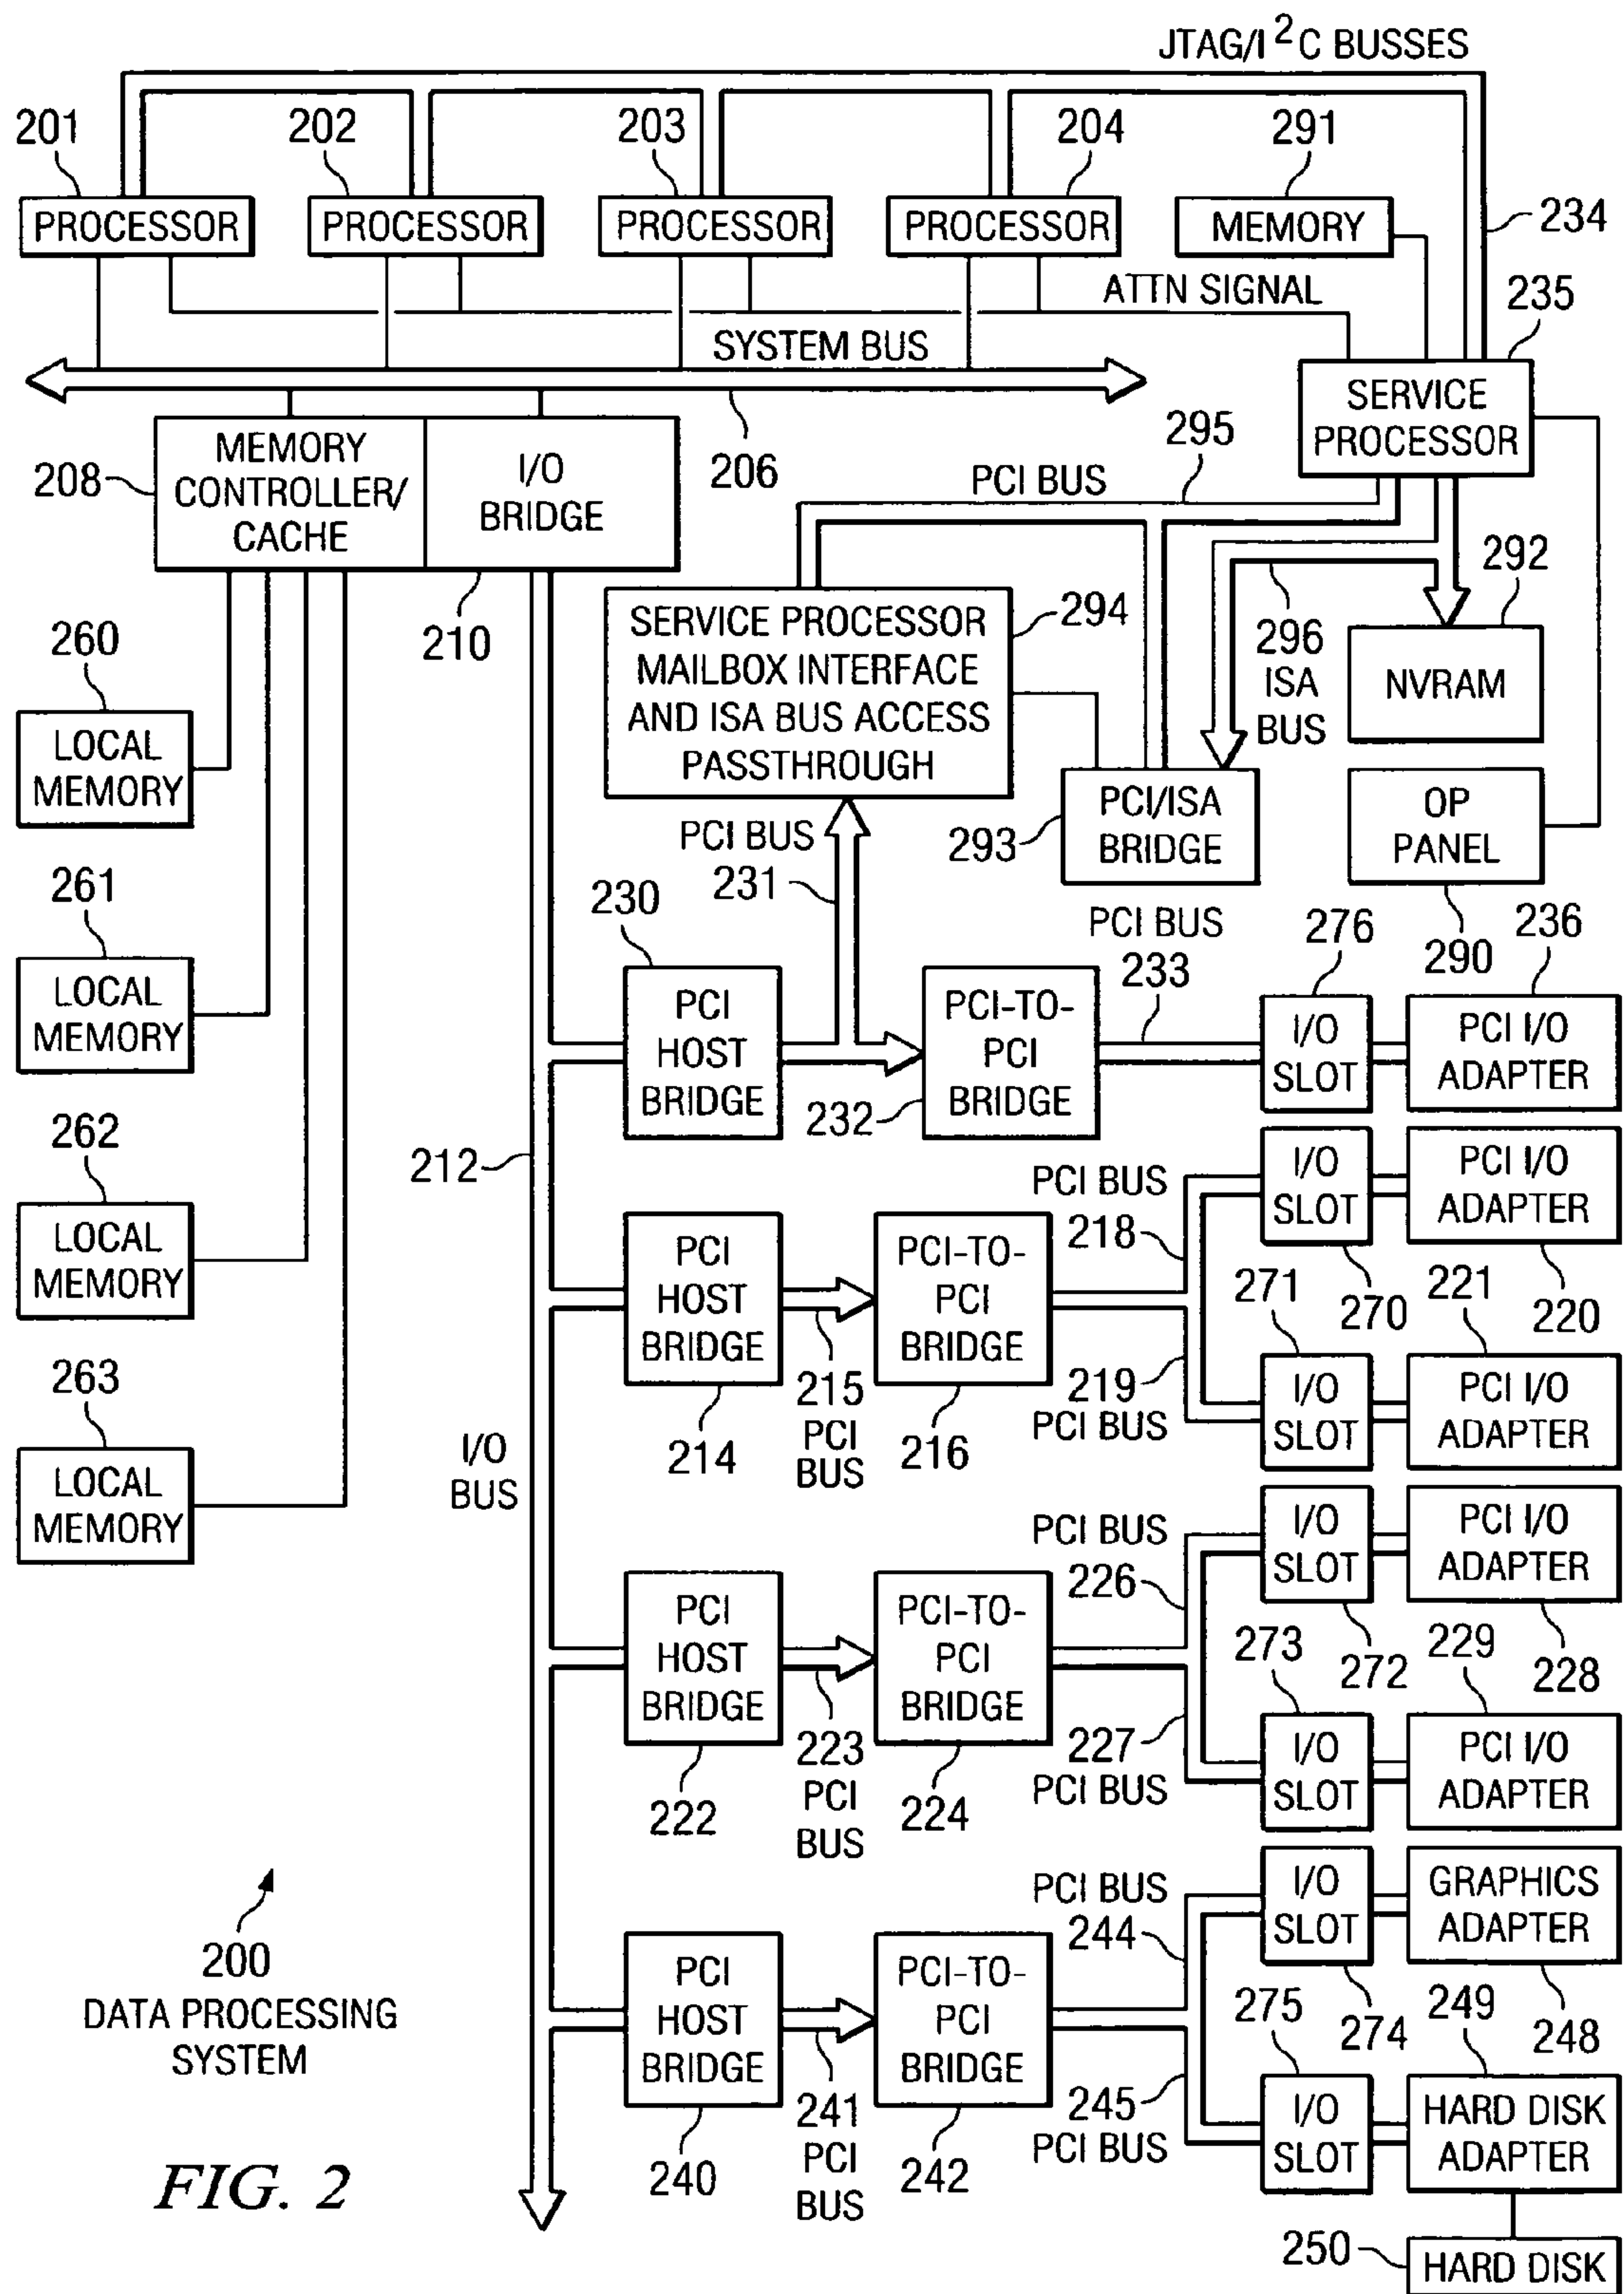 JTAG/I²C BUSSES
201
202
203
204
291
PROCESSOR
PROCESSOR
PROCESSOR
PROCESSOR
MEMORY
234
ATTN SIGNAL
235
SYSTEM BUS
SERVICE
PROCESSOR
208
MEMORY
CONTROLLER/
CACHE
I/O
BRIDGE
206
295
PCI BUS
210
292
294
SERVICE PROCESSOR
MAILBOX INTERFACE
AND ISA BUS ACCESS
PASSTHROUGH
296
ISA
BUS
NVRAM
260
LOCAL
MEMORY
PCI BUS
231
293
PCI/ISA
BRIDGE
OP
PANEL
290
261
LOCAL
MEMORY
230
PCI
HOST
BRIDGE
232
PCI-TO-
PCI
BRIDGE
PCI BUS
233
276
I/O
SLOT
236
PCI I/O
ADAPTER
262
LOCAL
MEMORY
212
PCI
HOST
BRIDGE
214
215
PCI
BUS
PCI-TO-
PCI
BRIDGE
216
PCI BUS
218
I/O
SLOT
270
PCI I/O
ADAPTER
220
219
PCI BUS
271
I/O
SLOT
221
PCI I/O
ADAPTER
263
LOCAL
MEMORY
I/O
BUS
PCI
HOST
BRIDGE
222
223
PCI
BUS
PCI-TO-
PCI
BRIDGE
224
PCI BUS
226
I/O
SLOT
272
PCI I/O
ADAPTER
228
227
PCI BUS
273
I/O
SLOT
229
PCI I/O
ADAPTER
200
DATA PROCESSING
SYSTEM
PCI
HOST
BRIDGE
240
241
PCI
BUS
PCI-TO-
PCI
BRIDGE
242
PCI BUS
244
I/O
SLOT
274
GRAPHICS
ADAPTER
248
245
PCI BUS
275
I/O
SLOT
249
HARD DISK
ADAPTER
250
HARD DISK
FIG. 2